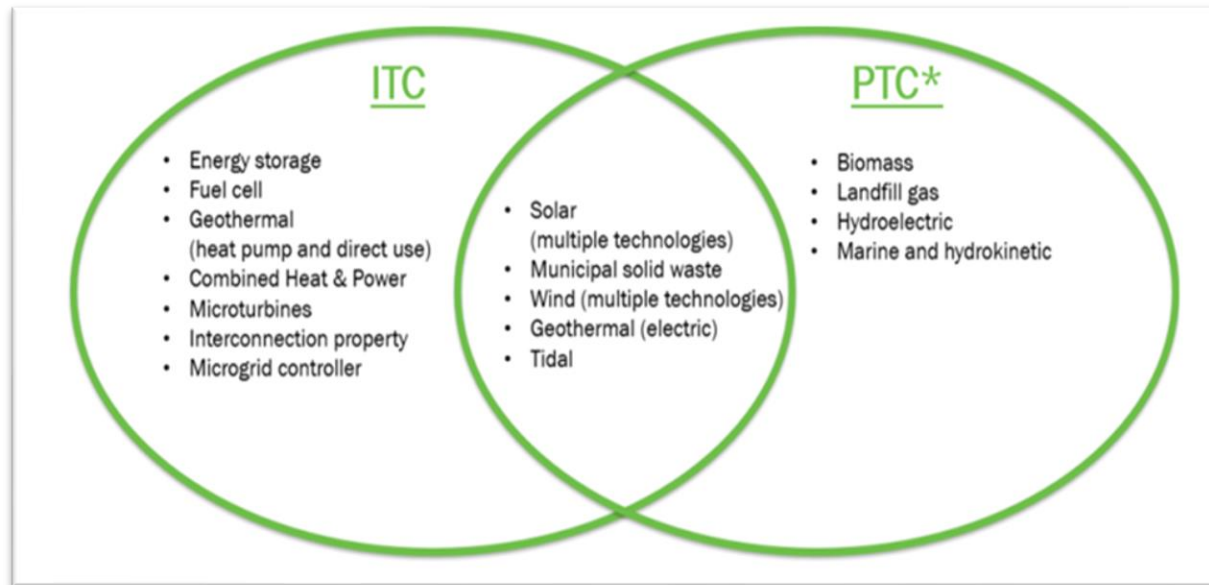 ITC
• Energy storage
• Fuel cell
• Geothermal
(heat pump and direct use)
• Combined Heat & Power
• Microturbines
• Interconnection property
• Microgrid controller
• Solar
(multiple technologies)
• Municipal solid waste
• Wind (multiple technologies)
• Geothermal (electric)
• Tidal
PTC*
• Biomass
• Landfill gas
• Hydroelectric
• Marine and hydrokinetic